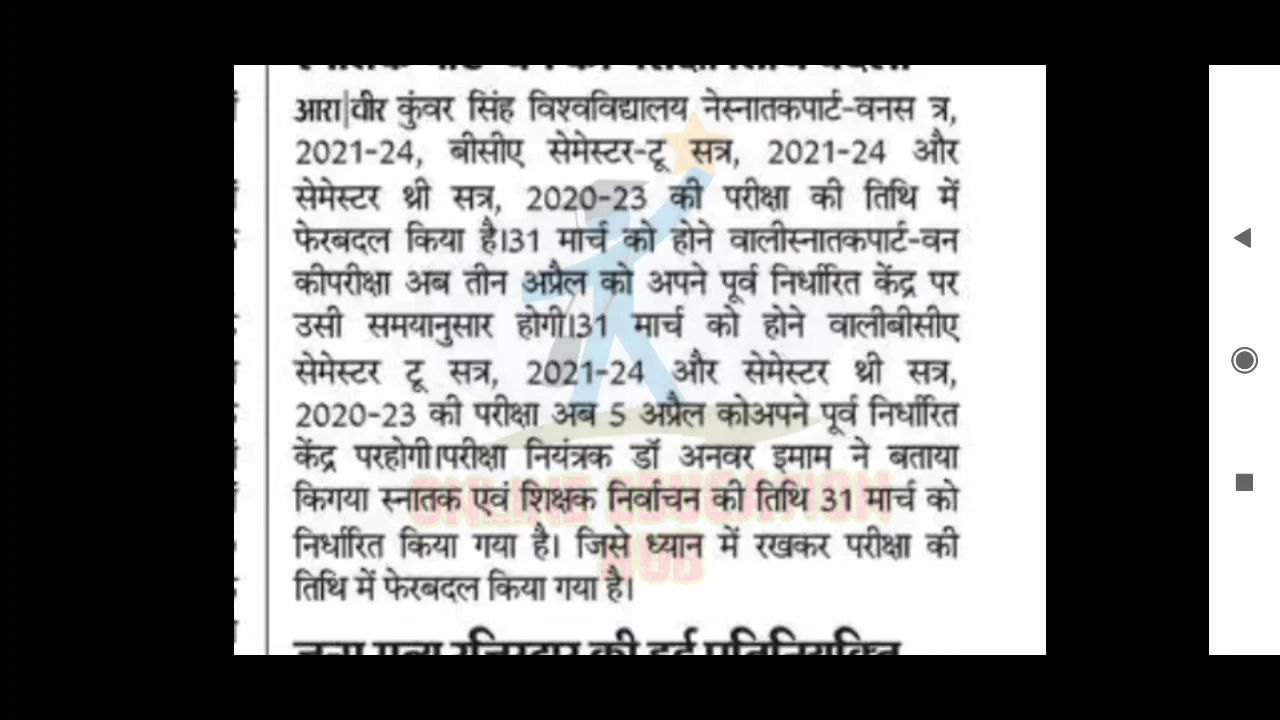 आरा|वीर कुंवर सिंह विश्वविद्यालय नेस्नातकपार्ट-वनस त्र,
2021-24, बीसीए सेमेस्टर-टू सत्र, 2021-24 और
सेमेस्टर थ्री सत्र, 2020-23 की परीक्षा की तिथि में
फेरबदल किया है।31 मार्च को होने वालीस्नातकपार्ट-वन
कीपरीक्षा अब तीन अप्रैल को अपने पूर्व निर्धारित केंद्र पर
उसी समयानुसार होगी।31 मार्च को होने वालीबीसीए
सेमेस्टर टू सत्र, 2021-24 और सेमेस्टर थ्री सत्र,
2020-23 की परीक्षा अब 5 अप्रैल कोअपने पूर्व निर्धारित
केंद्र परहोगी।परीक्षा नियंत्रक डॉ अनवर इमाम ने बताया
किगया स्नातक एवं शिक्षक निर्वाचन की तिथि 31 मार्च को
निर्धारित किया गया है। जिसे ध्यान में रखकर परीक्षा की
तिथि में फेरबदल किया गया है।
ONLINE EDUCATION
HUB